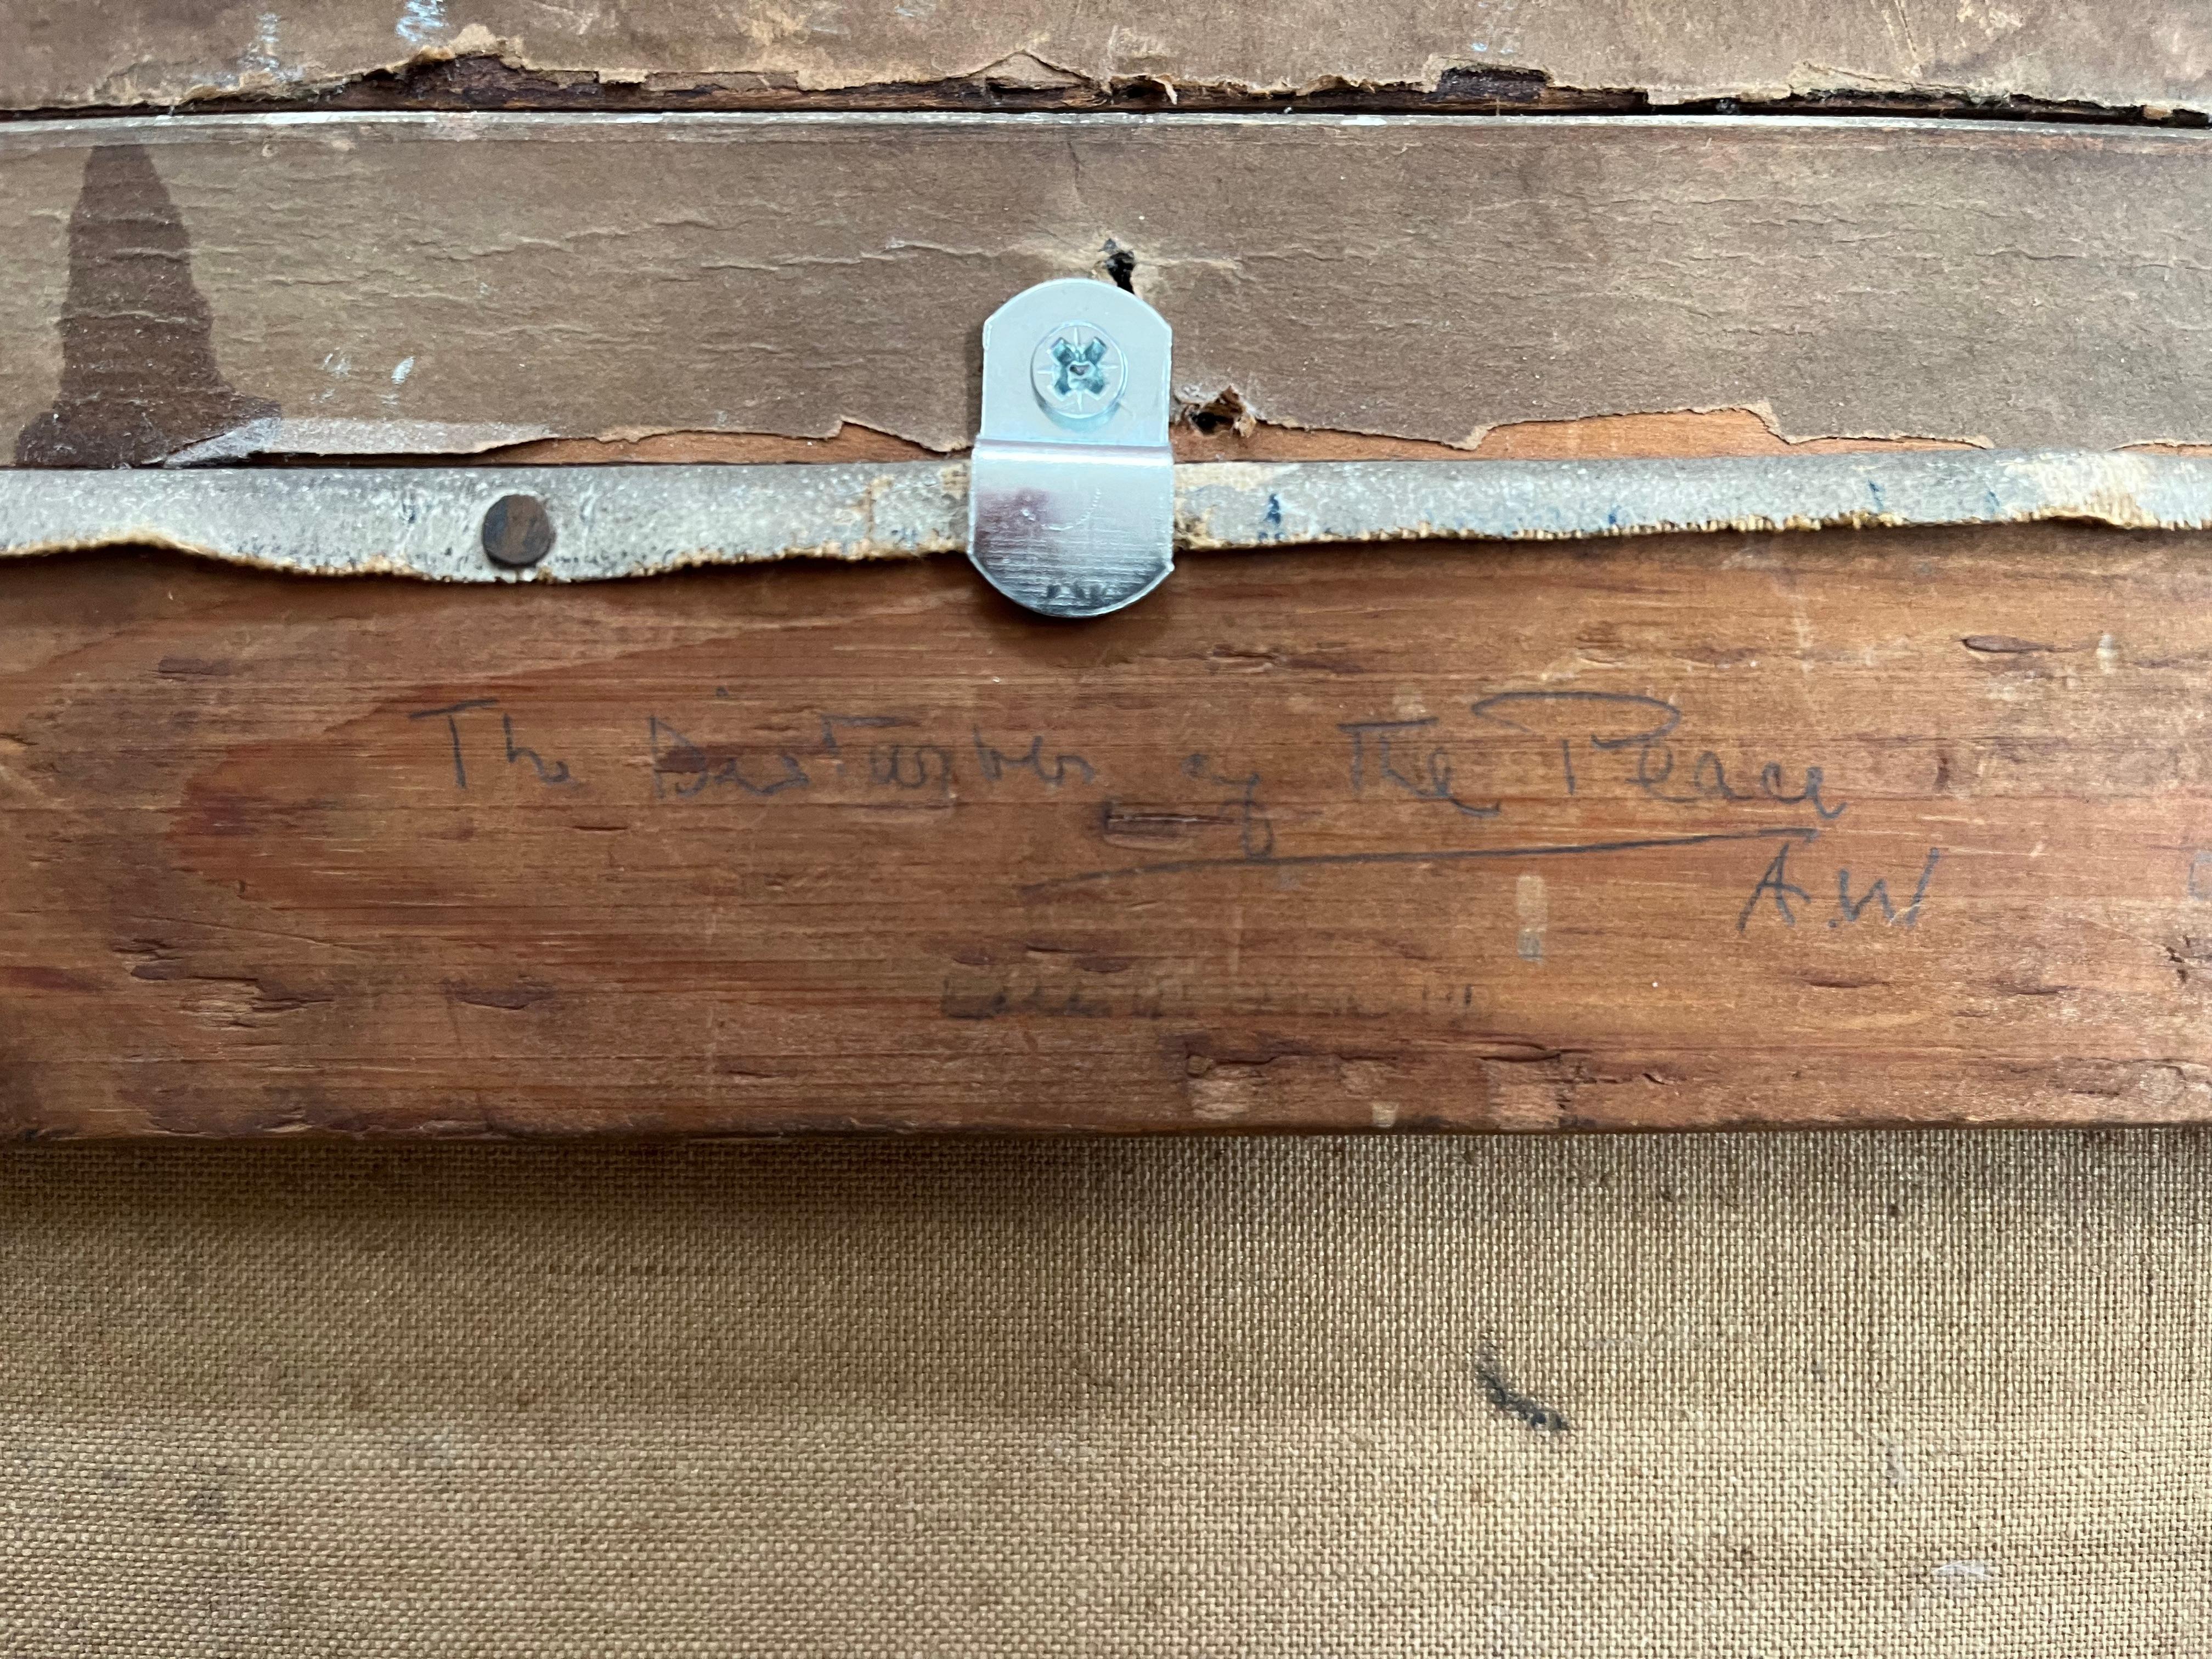 The Disturber of the Peace
A.W